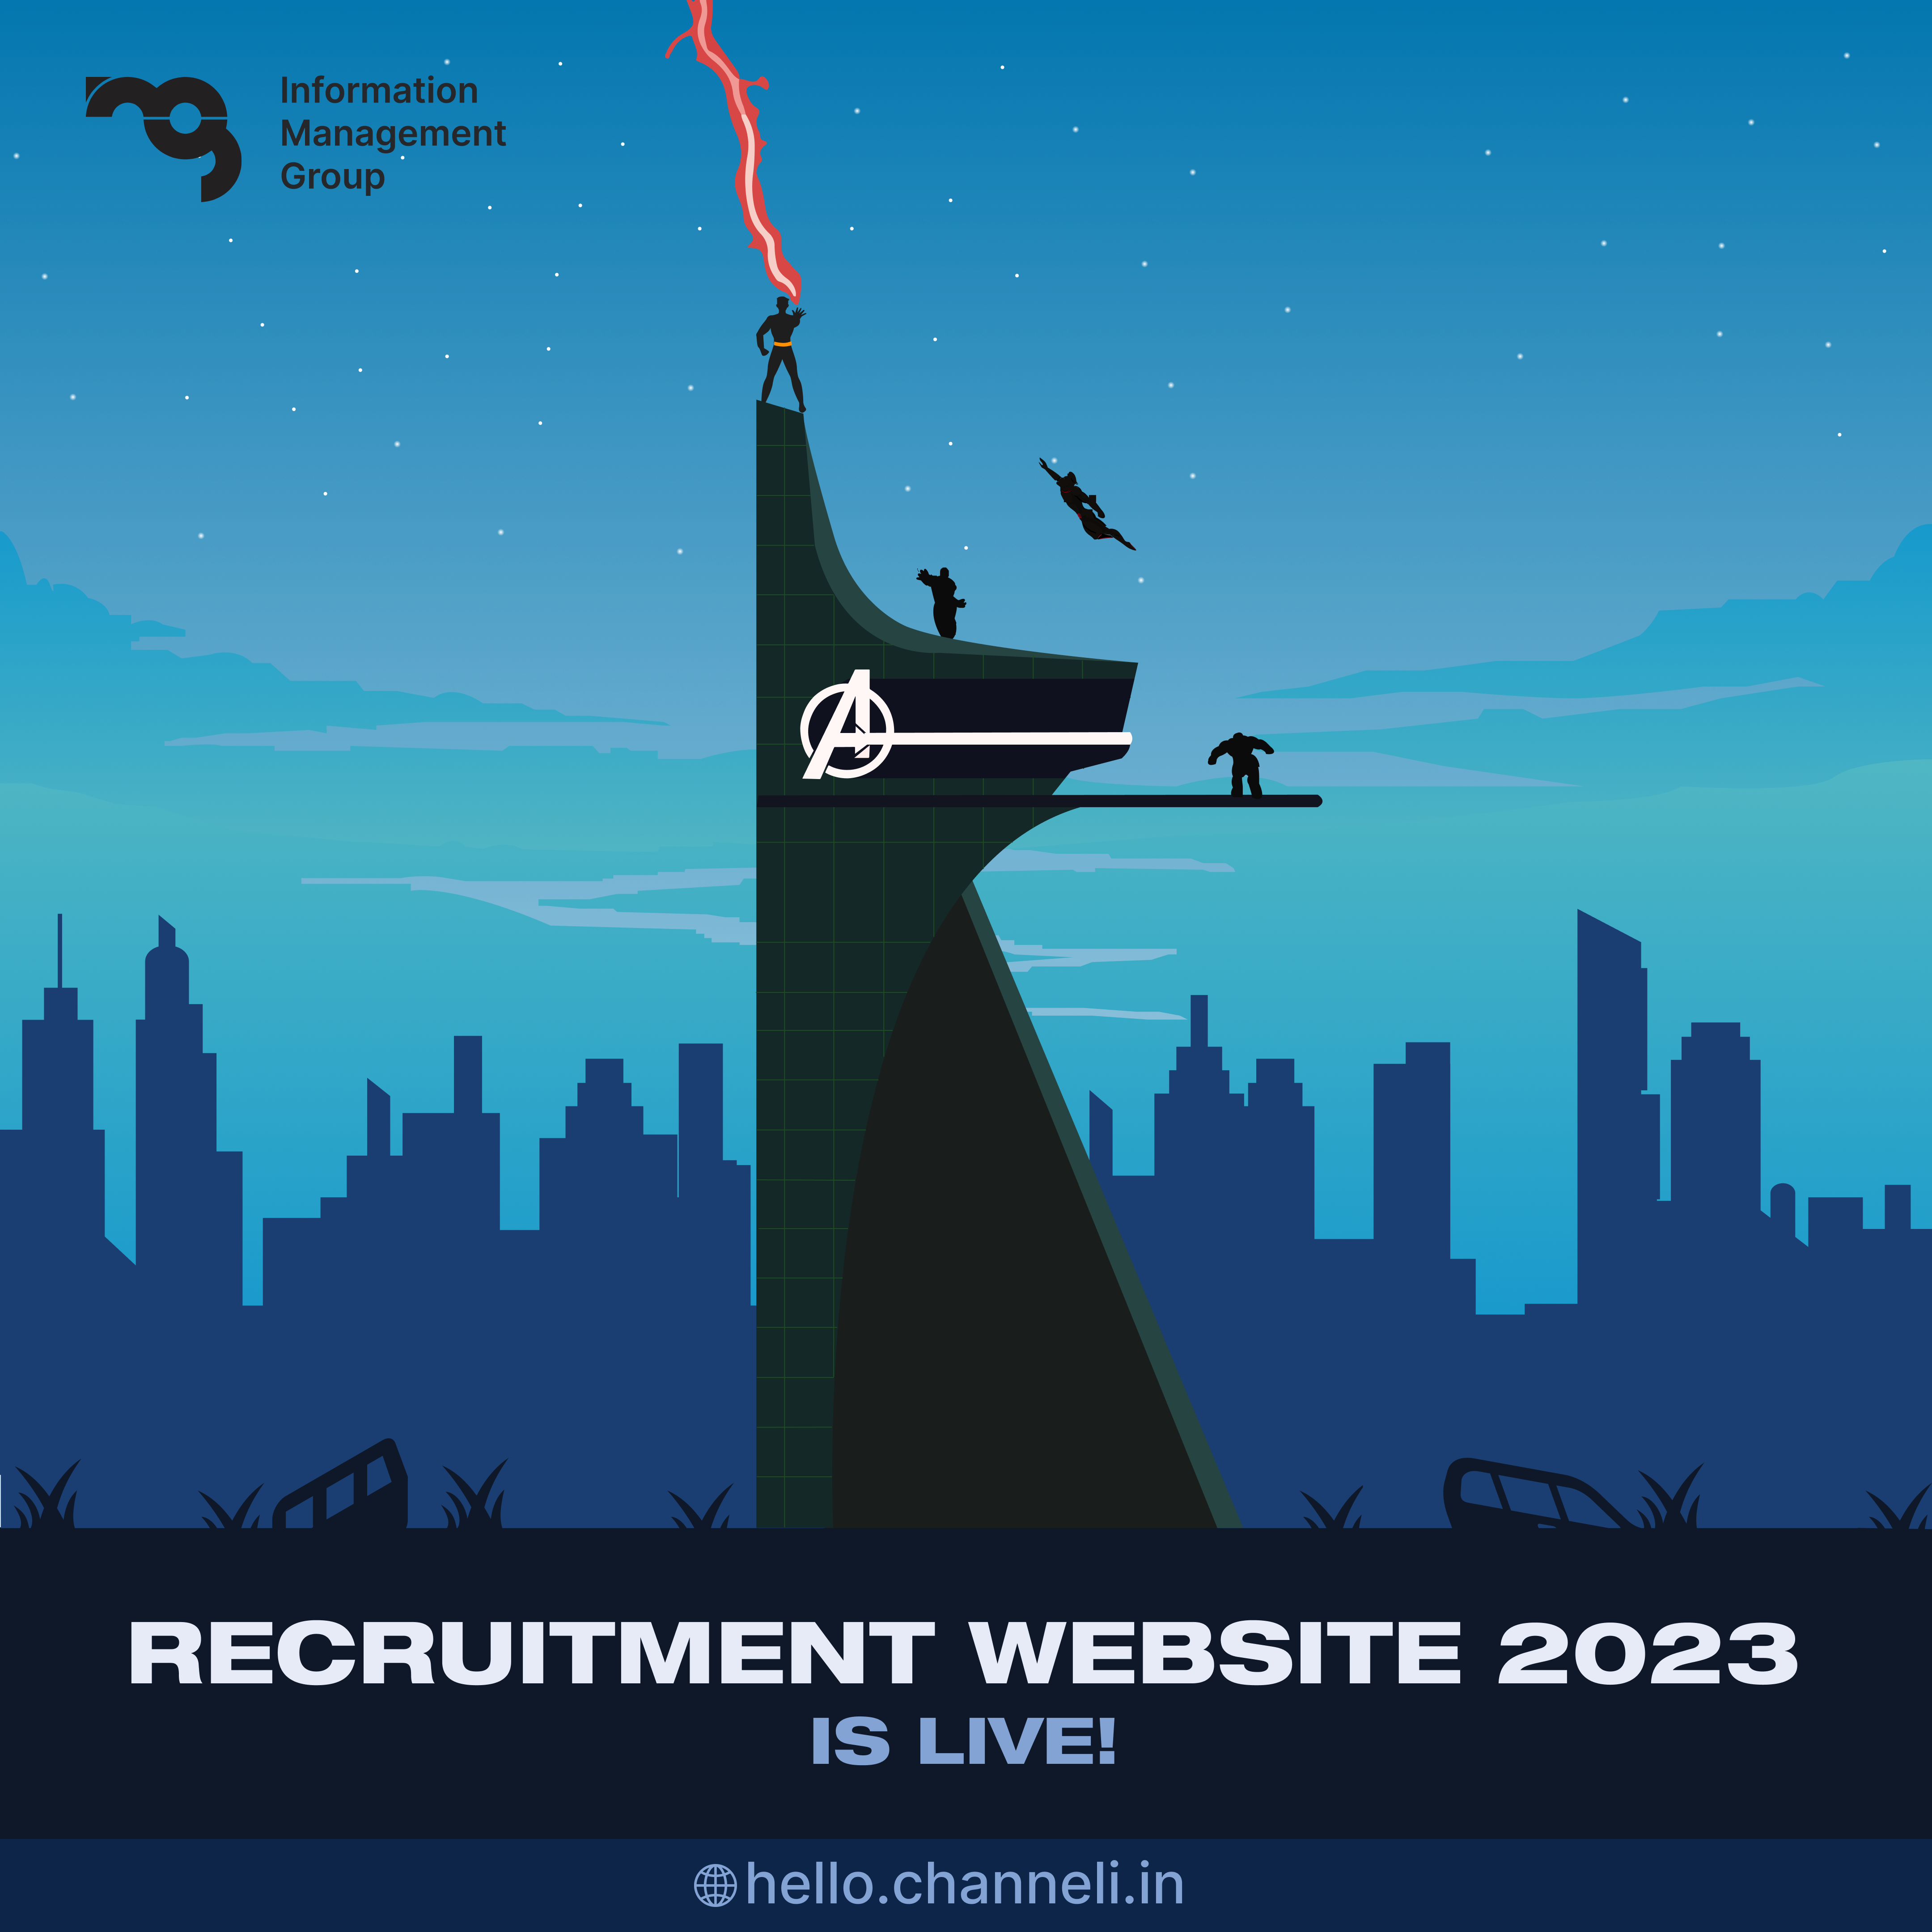 Information
Management
Group
A
RECRUITMENT WEBSITE 2023
IS LIVE!
hello.channeli.in